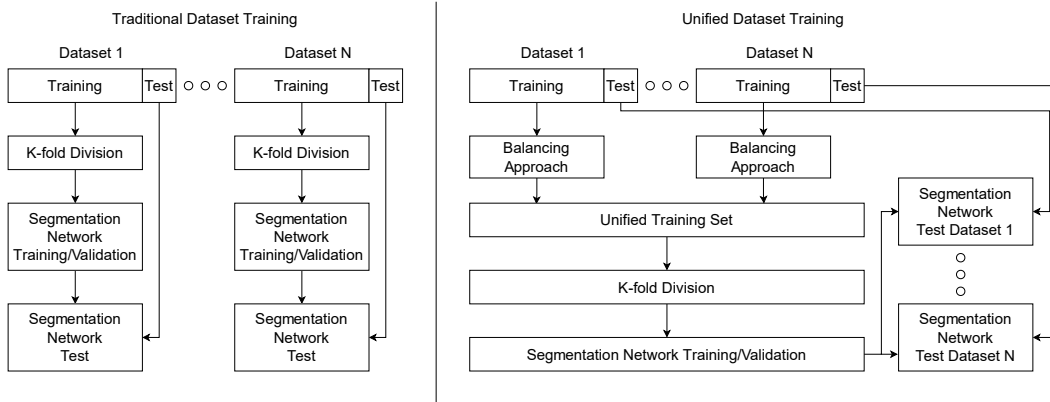 Traditional Dataset Training
Dataset 1
Dataset N
Training
Test
Training
Test
K-fold Division
K-fold Division
Segmentation
Network
Training/Validation
Segmentation
Network
Training/Validation
Segmentation
Network
Test
Segmentation
Network
Test
Unified Dataset Training
Dataset 1
Dataset N
Training
Test
Training
Test
Balancing
Approach
Balancing
Approach
Unified Training Set
K-fold Division
Segmentation Network Training/Validation
Segmentation
Network
Test Dataset 1
Segmentation
Network
Test Dataset N